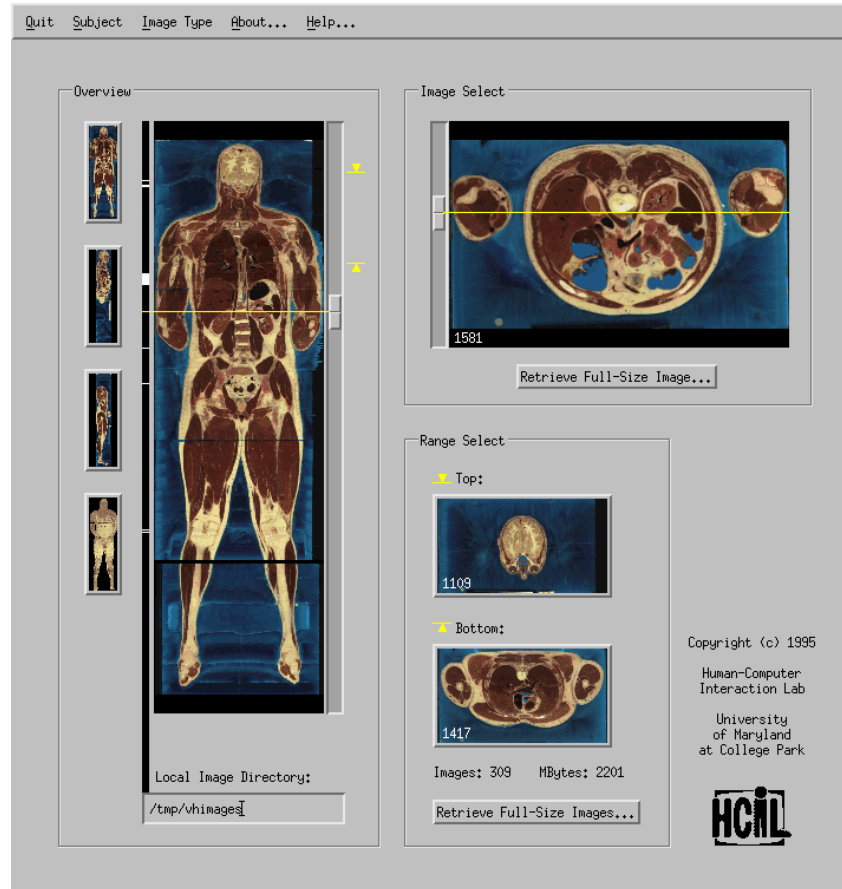 Quit Subject Image Type About... Help...
Overview
Local Image Directory:
/tmp/vhimages
Image Select
1581
Retrieve Full-Size Image...
Range Select
Top:
1109
Bottom:
1417
Images: 309 MBytes: 2201
Retrieve Full-Size Images...
Copyright (c) 1995
Human-Computer
Interaction Lab
University
of Maryland
at College Park
HCIL